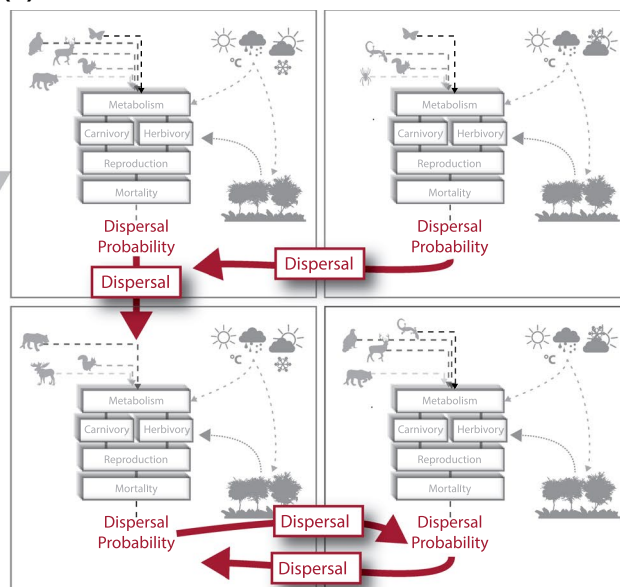 °C
Metabolism
Carnivory
Herbivory
Reproduction
Mortality
Dispersal
Probability
°C
Metabolism
Carnivory
Herbivory
Reproduction
Mortality
Dispersal
Probability
Dispersal
Dispersal
°C
Metabolism
Carnivory
Herbivory
Reproduction
Mortality
Dispersal
Probability
°C
Metabolism
Carnivory
Herbivory
Reproduction
Mortality
Dispersal
Probability
Dispersal
Dispersal